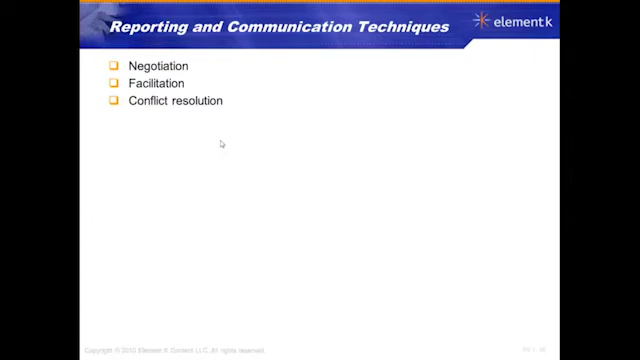 Reporting and Communication Techniques
element k
Negotiation
Facilitation
Conflict resolution
Copyright © 2010 Element K Content LLC. All rights reserved.